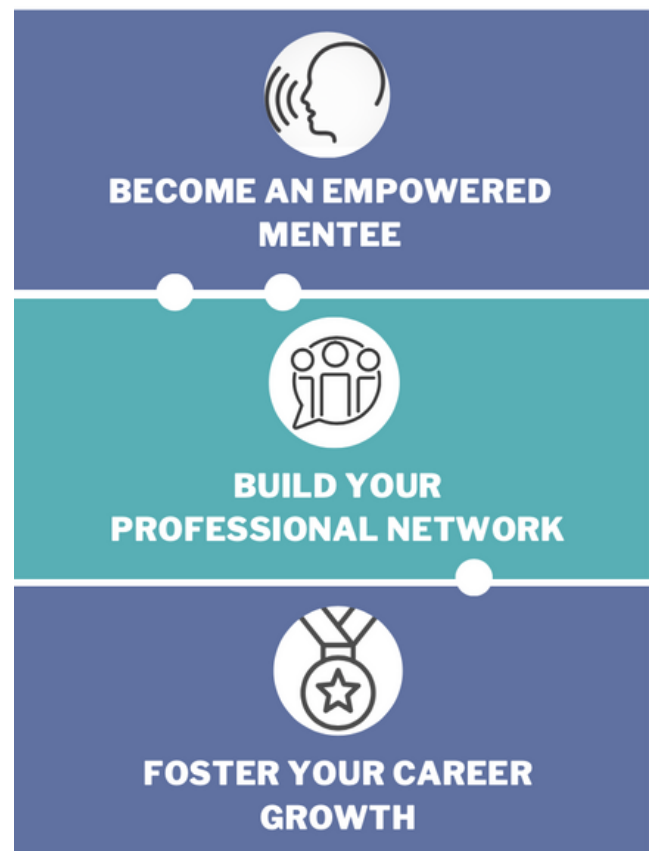 BECOME AN EMPOWERED
MENTEE
BUILD YOUR
PROFESSIONAL NETWORK
FOSTER YOUR CAREER
GROWTH